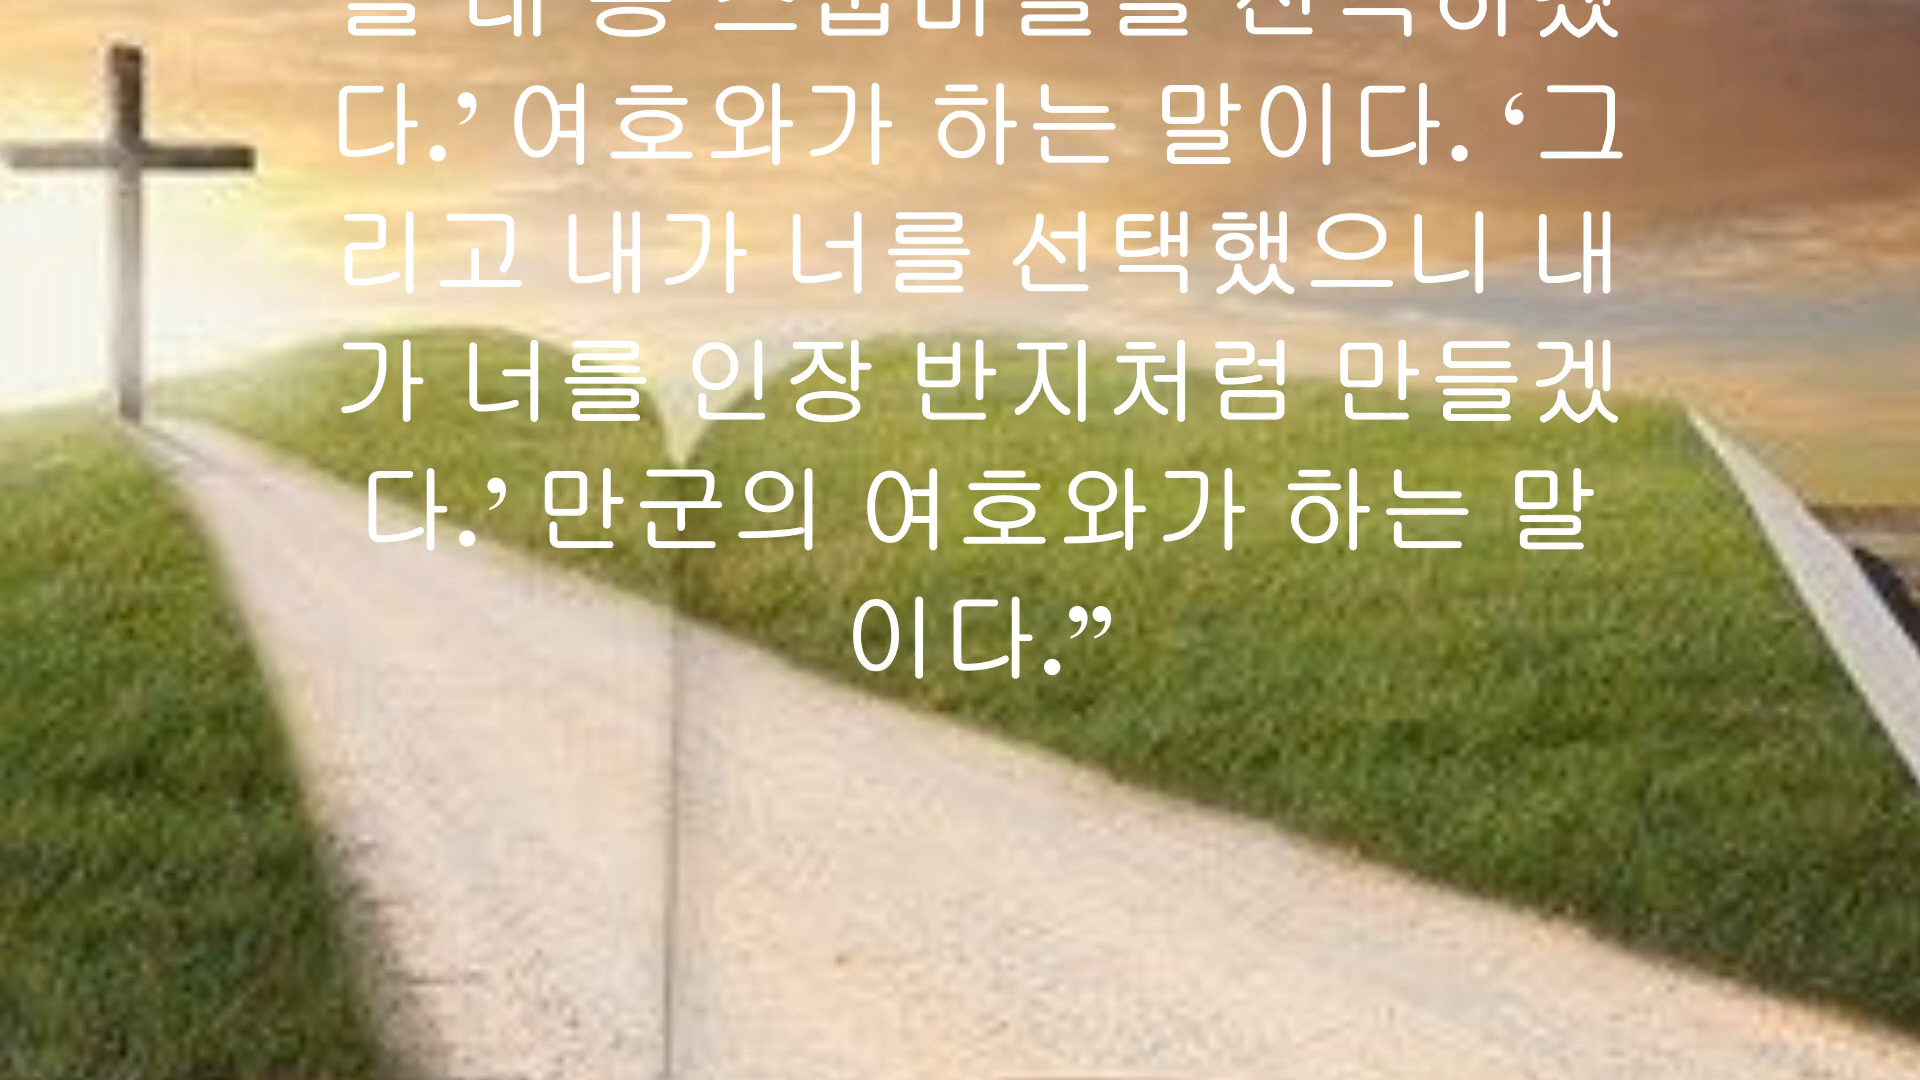 을 내 종 스룹바벨을 선택하였
다.’ 여호와가 하는 말이다. ‘그
리고 내가 너를 선택했으니 내
가 너를 인장 반지처럼 만들겠
다.’ 만군의 여호와가 하는 말
이다.”